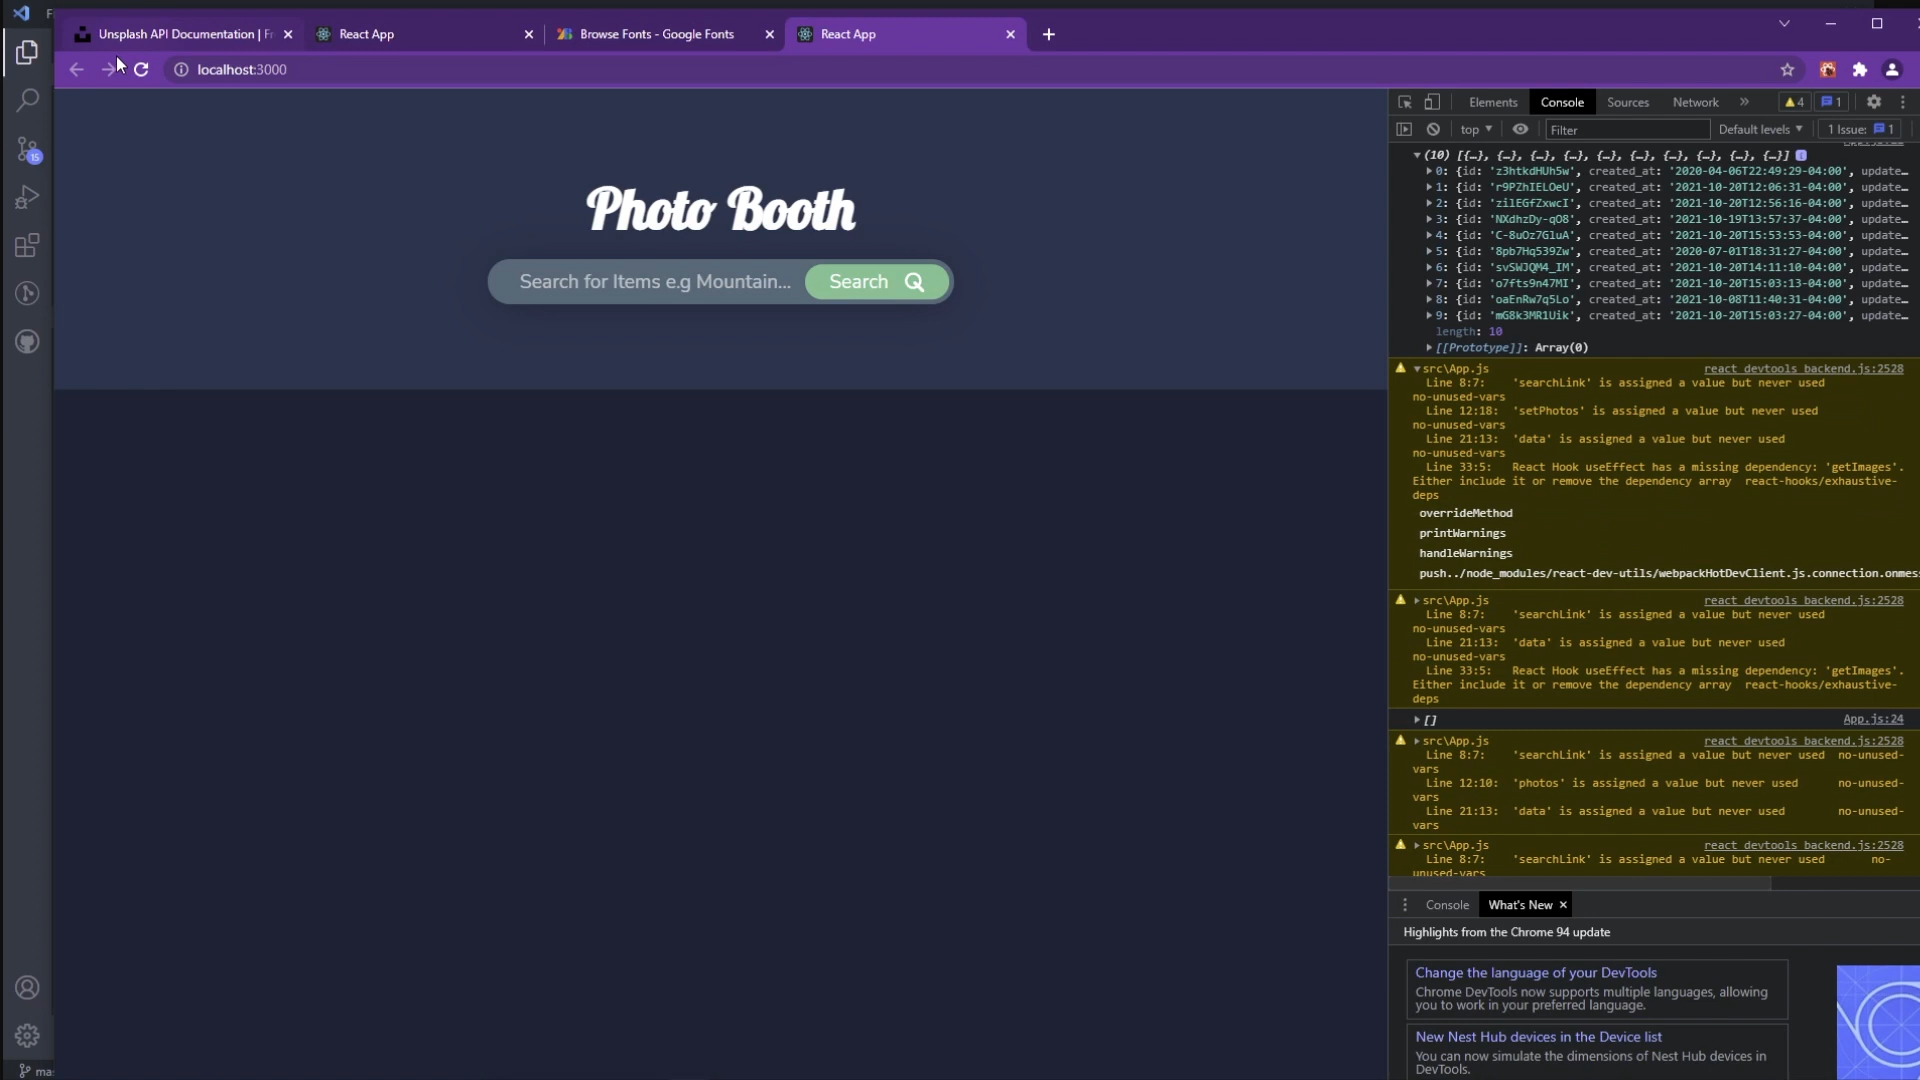 F
Unsplash API Documentation | Fr
React App
Browse Fonts - Google Fonts
React App
localhost:3000
15
Photo Booth
Search for Items e.g Mountain...
Search
Elements
Console
Sources
Network
»
4
1
top
Filter
Default levels
1 Issue:
1
(10) [{…}, {…}, {…}, {…}, {…}, {…}, {…}, {…}, {…}, {…}]
0: {id: 'z3htkdHUh5w', created_at: '2020-04-06T22:49:29-04:00', update…
1: {id: 'r9PZhIELOeU', created_at: '2021-10-20T12:06:31-04:00', update…
2: {id: 'zilEGfZxwcI', created_at: '2021-10-20T12:56:16-04:00', update…
3: {id: 'NXdhzDy-qO8', created_at: '2021-10-19T13:57:37-04:00', update…
4: {id: 'C-8uOz7GluA', created_at: '2021-10-20T15:53:53-04:00', update…
5: {id: '8pb7Hq539Zw', created_at: '2020-07-01T18:31:27-04:00', update…
6: {id: 'svSWJQM4_IM', created_at: '2021-10-20T14:11:10-04:00', update…
7: {id: 'o7fts9n47MI', created_at: '2021-10-20T15:03:13-04:00', update…
8: {id: 'oaEnRw7q5Lo', created_at: '2021-10-08T11:40:31-04:00', update…
9: {id: 'mG8k3MR1Uik', created_at: '2021-10-20T15:03:27-04:00', update…
length: 10
[[Prototype]]: Array(0)
src\App.js react devtools backend.js:2528
Line 8:7: 'searchLink' is assigned a value but never used
no-unused-vars
Line 12:18: 'setPhotos' is assigned a value but never used
no-unused-vars
Line 21:13: 'data' is assigned a value but never used
no-unused-vars
Line 33:5: React Hook useEffect has a missing dependency: 'getImages'.
Either include it or remove the dependency array react-hooks/exhaustive-
deps
overrideMethod
printWarnings
handleWarnings
push../node_modules/react-dev-utils/webpackHotDevClient.js.connection.onmes
src\App.js react devtools backend.js:2528
Line 8:7: 'searchLink' is assigned a value but never used
no-unused-vars
Line 21:13: 'data' is assigned a value but never used
no-unused-vars
Line 33:5: React Hook useEffect has a missing dependency: 'getImages'.
Either include it or remove the dependency array react-hooks/exhaustive-
deps
[] App.js:24
src\App.js react devtools backend.js:2528
Line 8:7: 'searchLink' is assigned a value but never used no-unused-
vars
Line 12:10: 'photos' is assigned a value but never used no-unused-
vars
Line 21:13: 'data' is assigned a value but never used no-unused-
vars
src\App.js react devtools backend.js:2528
Line 8:7: 'searchLink' is assigned a value but never used no-
unused-vars
Console
What's New
Highlights from the Chrome 94 update
Change the language of your DevTools
Chrome DevTools now supports multiple languages, allowing
you to work in your preferred language.
New Nest Hub devices in the Device list
You can now simulate the dimensions of Nest Hub devices in
DevTools.
mas